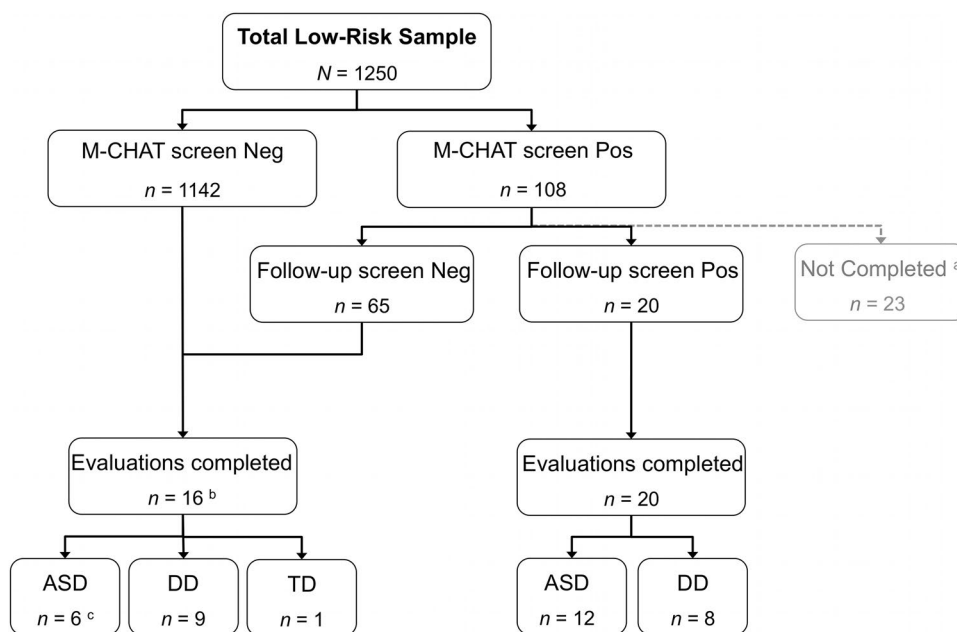 Total Low-Risk Sample
N = 1250
M-CHAT screen Neg
n = 1142
M-CHAT screen Pos
n = 108
Follow-up screen Neg
n = 65
Follow-up screen Pos
n = 20
Not Completed a
n = 23
Evaluations completed
n = 16 b
Evaluations completed
n = 20
ASD
n = 6 c
DD
n = 9
TD
n = 1
ASD
n = 12
DD
n = 8